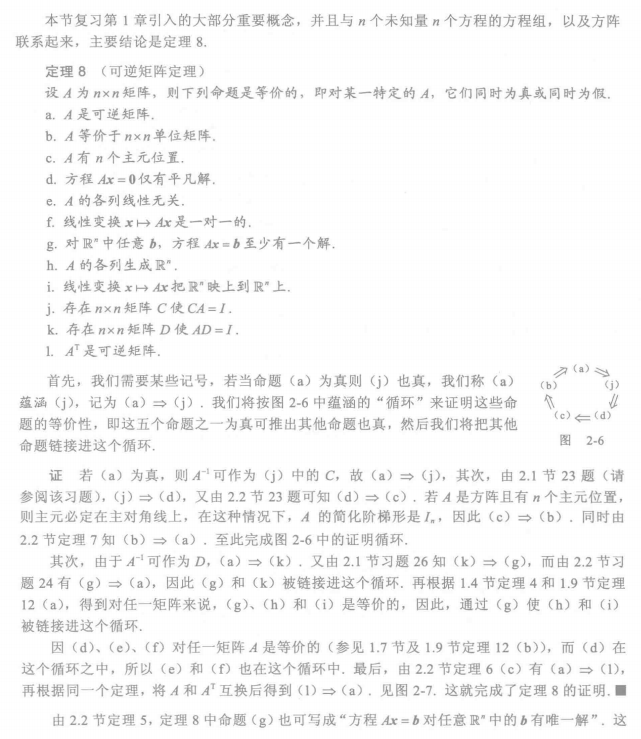 本节复习第 1 章引入的大部分重要概念，并且与 n 个未知量 n 个方程的方程组，以及方阵
联系起来，主要结论是定理 8.
定理 8 （可逆矩阵定理）
设 A 为 n×n 矩阵，则下列命题是等价的，即对某一特定的 A，它们同时为真或同时为假.
a. A 是可逆矩阵.
b. A 等价于 n×n 单位矩阵.
c. A 有 n 个主元位置.
d. 方程 Ax = 0 仅有平凡解.
e. A 的各列线性无关.
f. 线性变换 x ↦ Ax 是一对一的.
g. 对 ℝⁿ 中任意 b，方程 Ax = b 至少有一个解.
h. A 的各列生成 ℝⁿ.
i. 线性变换 x ↦ Ax 把 ℝⁿ 映上到 ℝⁿ 上.
j. 存在 n×n 矩阵 C 使 CA = I.
k. 存在 n×n 矩阵 D 使 AD = I.
l. Aᵀ 是可逆矩阵.
首先，我们需要某些记号，若当命题（a）为真则（j）也真，我们称（a）
蕴涵（j），记为（a）⇒（j）. 我们将按图 2-6 中蕴涵的“循环”来证明这些命
题的等价性，即这五个命题之一为真可推出其他命题也真，然后我们将把其他
命题链接进这个循环.
(a)
(b) (j)
(c) ⇐ (d)
图 2-6
证 若（a）为真，则 A⁻¹ 可作为（j）中的 C，故（a）⇒（j），其次，由 2.1 节 23 题（请
参阅该习题），（j）⇒（d），又由 2.2 节 23 题可知（d）⇒（c）. 若 A 是方阵且有 n 个主元位置，
则主元必定在主对角线上，在这种情况下，A 的简化阶梯形是 Iₙ，因此（c）⇒（b）. 同时由
2.2 节定理 7 知（b）⇒（a）. 至此完成图 2-6 中的证明循环.
其次，由于 A⁻¹ 可作为 D，（a）⇒（k）. 又由 2.1 节习题 26 知（k）⇒（g），而由 2.2 节习
题 24 有（g）⇒（a），因此（g）和（k）被链接进这个循环. 再根据 1.4 节定理 4 和 1.9 节定理
12（a），得到对任一矩阵来说，（g）、（h）和（i）是等价的，因此，通过（g）使（h）和（i）
被链接进这个循环.
因（d）、（e）、（f）对任一矩阵 A 是等价的（参见 1.7 节及 1.9 节定理 12（b）），而（d）在
这个循环之中，所以（e）和（f）也在这个循环中. 最后，由 2.2 节定理 6（c）有（a）⇒（l），
再根据同一个定理，将 A 和 Aᵀ 互换后得到（l）⇒（a）. 见图 2-7. 这就完成了定理 8 的证明. ■
由 2.2 节定理 5，定理 8 中命题（g）也可写成“方程 Ax = b 对任意 ℝⁿ 中的 b 有唯一解”. 这